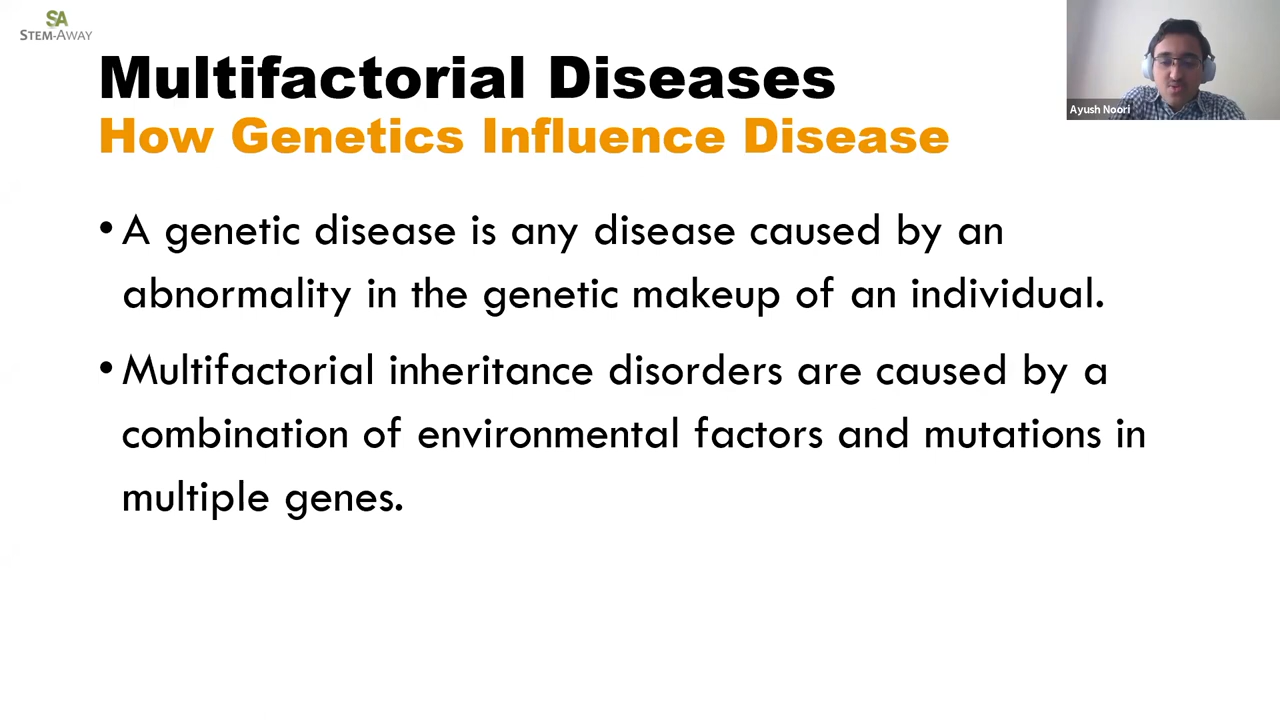 SA
STEM-AWAY
Multifactorial Diseases
How Genetics Influence Disease
Ayush Noori
• A genetic disease is any disease caused by an
abnormality in the genetic makeup of an individual.
• Multifactorial inheritance disorders are caused by a
combination of environmental factors and mutations in
multiple genes.